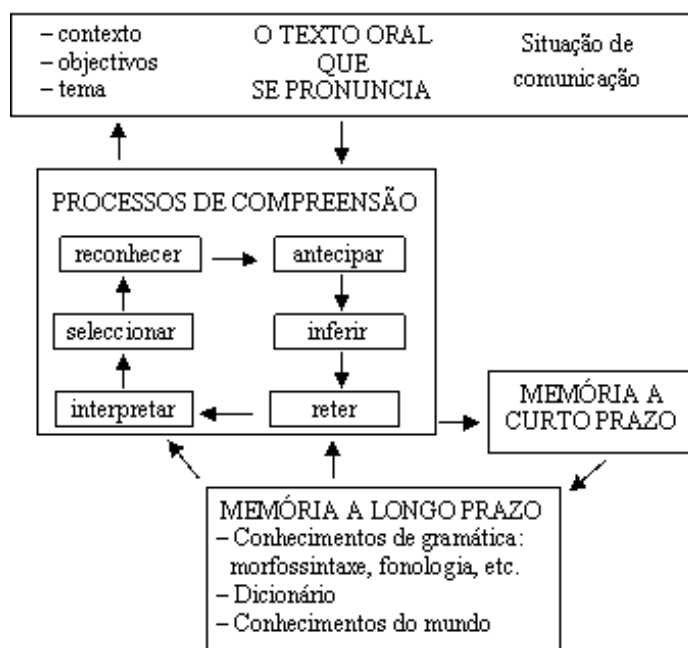 – contexto
– objectivos
– tema
O TEXTO ORAL
QUE
SE PRONUNCIA
Situação de
comunicação
PROCESSOS DE COMPREENSÃO
reconhecer
antecipar
seleccionar
inferir
interpretar
reter
MEMÓRIA A
CURTO PRAZO
MEMÓRIA A LONGO PRAZO
– Conhecimentos de gramática:
morfossintaxe, fonologia, etc.
– Dicionário
– Conhecimentos do mundo